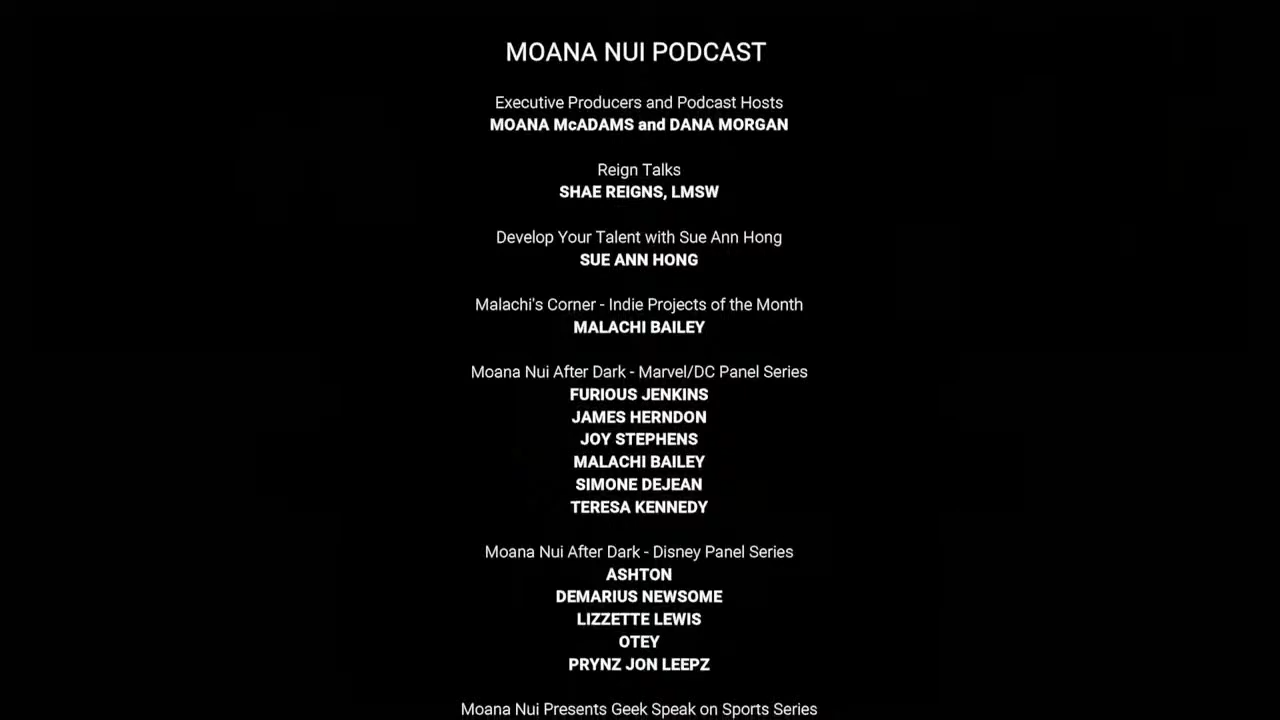 MOANA NUI PODCAST
Executive Producers and Podcast Hosts
MOANA McADAMS and DANA MORGAN
Reign Talks
SHAE REIGNS, LMSW
Develop Your Talent with Sue Ann Hong
SUE ANN HONG
Malachi's Corner - Indie Projects of the Month
MALACHI BAILEY
Moana Nui After Dark - Marvel/DC Panel Series
FURIOUS JENKINS
JAMES HERNDON
JOY STEPHENS
MALACHI BAILEY
SIMONE DEJEAN
TERESA KENNEDY
Moana Nui After Dark - Disney Panel Series
ASHTON
DEMARIUS NEWSOME
LIZZETTE LEWIS
OTEY
PRYNZ JON LEEPZ
Moana Nui Presents Geek Speak on Sports Series